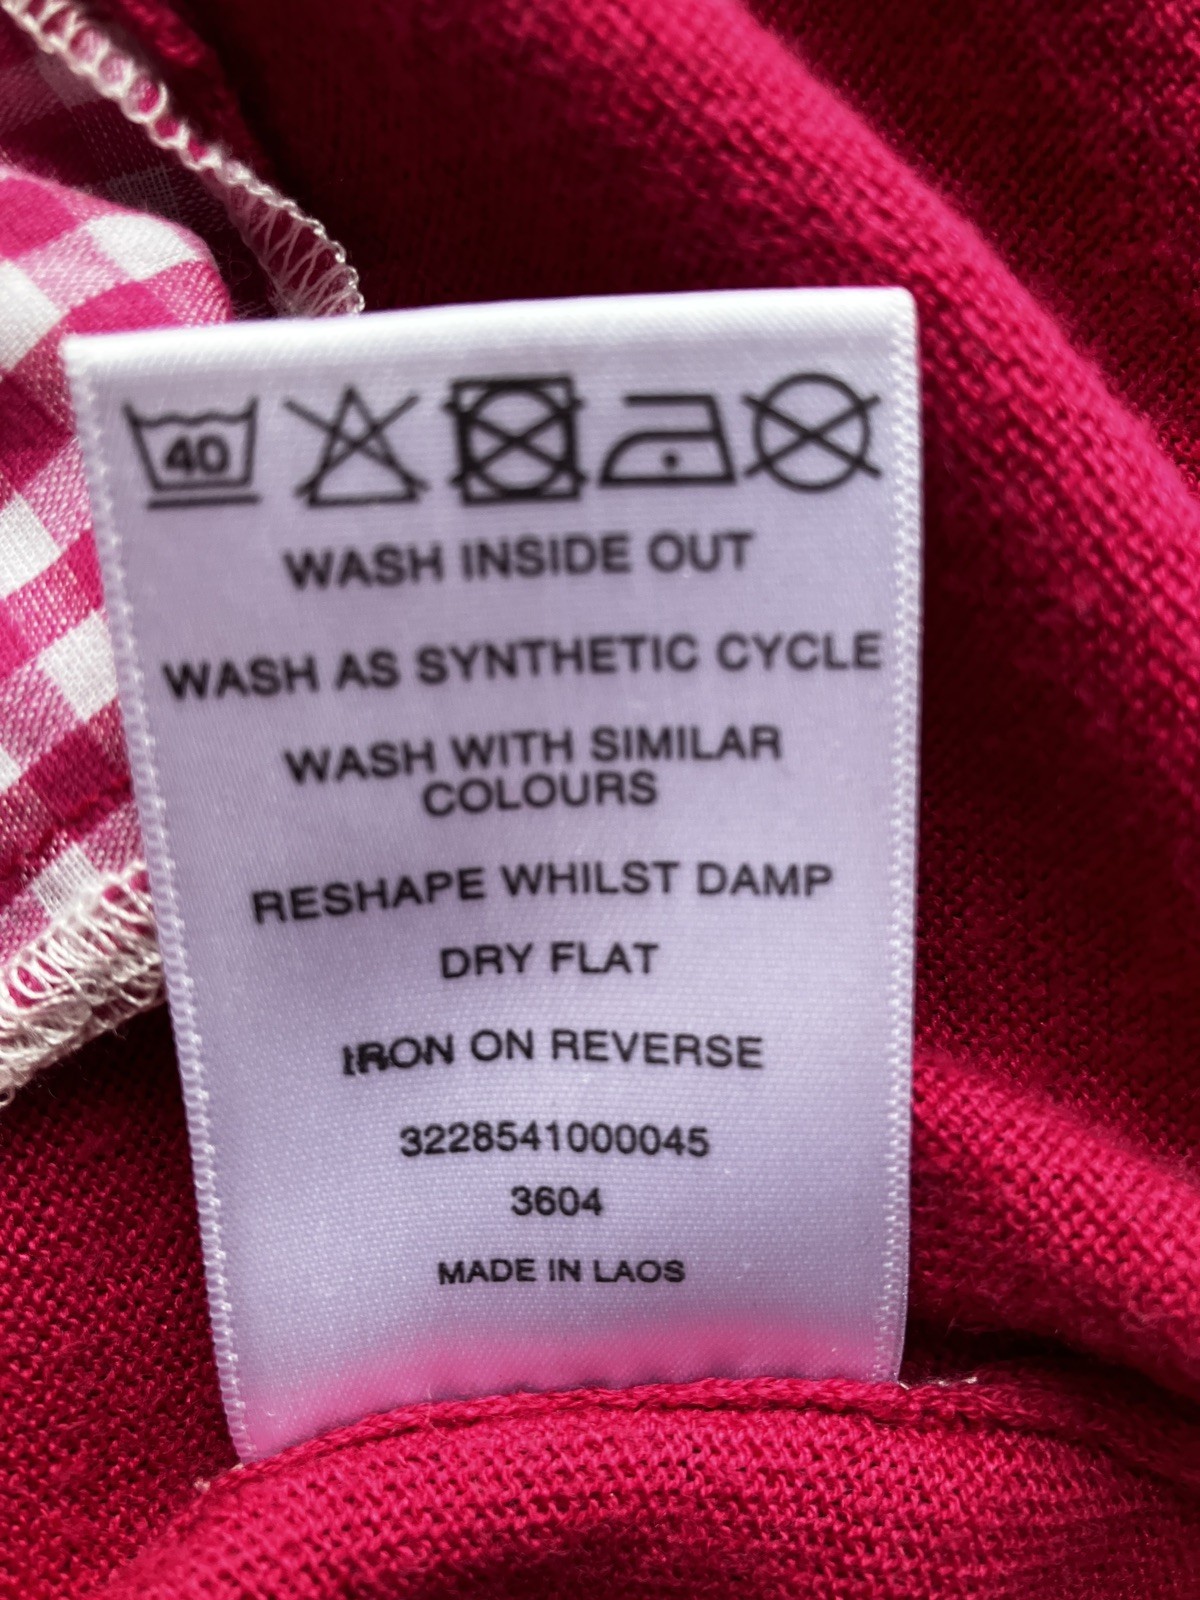 40
WASH INSIDE OUT
WASH AS SYNTHETIC CYCLE
WASH WITH SIMILAR
COLOURS
RESHAPE WHILST DAMP
DRY FLAT
IRON ON REVERSE
3228541000045
3604
MADE IN LAOS